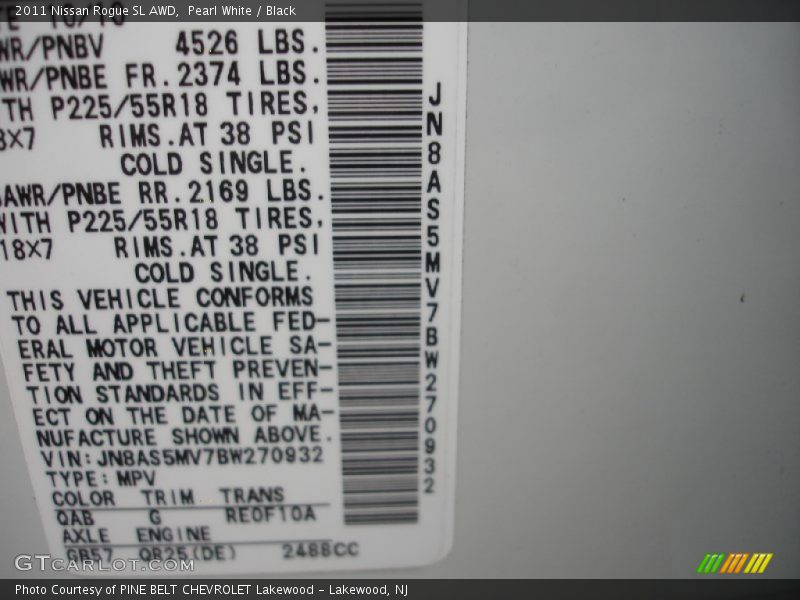 2011 Nissan Rogue SL AWD, Pearl White / Black
10/10
WR/PNBV 4526 LBS.
WR/PNBE FR.2374 LBS.
TH P225/55R18 TIRES,
8X7 RIMS.AT 38 PSI
COLD SINGLE.
AWR/PNBE RR.2169 LBS.
WITH P225/55R18 TIRES,
18X7 RIMS.AT 38 PSI
COLD SINGLE.
THIS VEHICLE CONFORMS
TO ALL APPLICABLE FED-
ERAL MOTOR VEHICLE SA-
FETY AND THEFT PREVEN-
TION STANDARDS IN EFF-
ECT ON THE DATE OF MA-
NUFACTURE SHOWN ABOVE.
VIN:JN8AS5MV7BW270932
TYPE:MPV
COLOR TRIM TRANS
QAB G RE0F10A
AXLE ENGINE
GB57 QR25(DE) 2488CC
JN8AS5MV7BW270932
GTcarlot.com
Photo Courtesy of PINE BELT CHEVROLET Lakewood – Lakewood, NJ